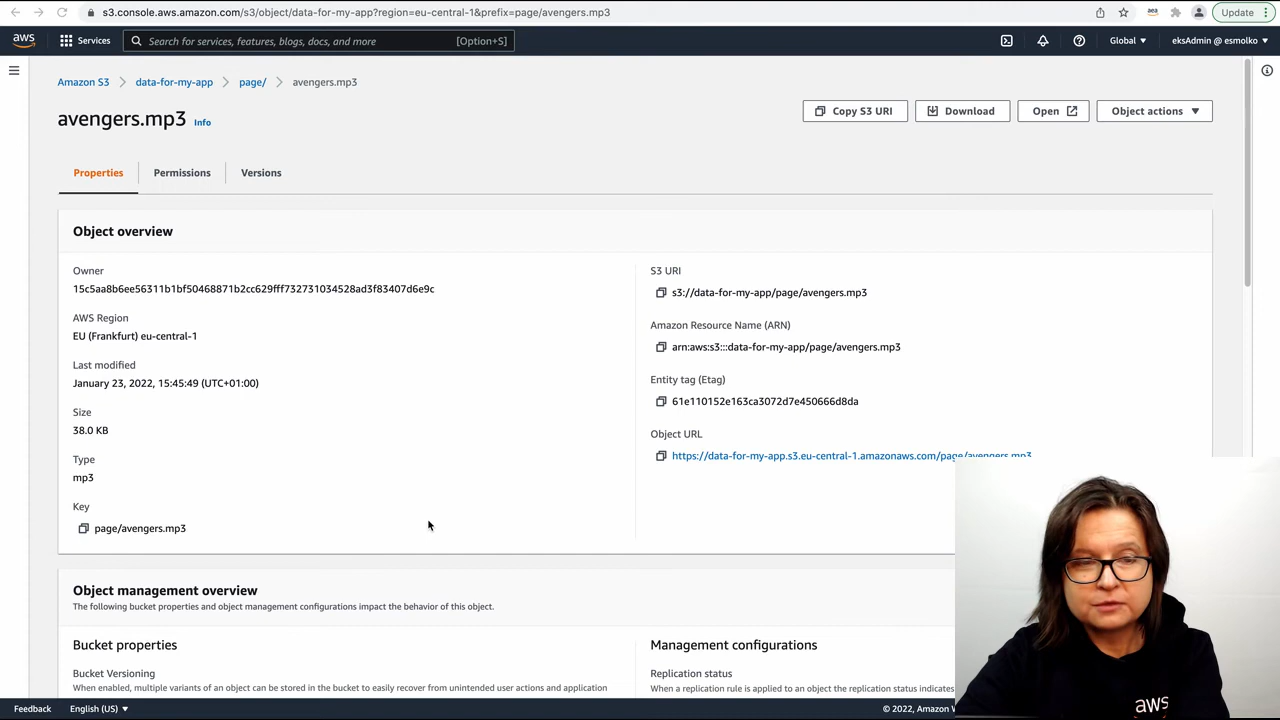 s3.console.aws.amazon.com/s3/object/data-for-my-app?region=eu-central-1&prefix=page/avengers.mp3
aea
Update
aws
Services
Search for services, features, blogs, docs, and more
[Option+S]
Global
eksAdmin @ esmolko
Amazon S3
data-for-my-app
page/
avengers.mp3
avengers.mp3
Info
Copy S3 URI
Download
Open
Object actions
Properties
Permissions
Versions
Object overview
Owner
15c5aa8b6ee56311b1bf50468871b2cc629fff732731034528ad3f83407d6e9c
AWS Region
EU (Frankfurt) eu-central-1
Last modified
January 23, 2022, 15:45:49 (UTC+01:00)
Size
38.0 KB
Type
mp3
Key
page/avengers.mp3
S3 URI
s3://data-for-my-app/page/avengers.mp3
Amazon Resource Name (ARN)
arn:aws:s3:::data-for-my-app/page/avengers.mp3
Entity tag (Etag)
61e110152e163ca3072d7e450666d8da
Object URL
https://data-for-my-app.s3.eu-central-1.amazonaws.com/page/avengers.mp3
Object management overview
The following bucket properties and object management configurations impact the behavior of this object.
Bucket properties
Bucket Versioning
When enabled, multiple variants of an object can be stored in the bucket to easily recover from unintended user actions and application
Management configurations
Replication status
When a replication rule is applied to an object the replication status indicates
aws
Feedback
English (US)
© 2022, Amazon W